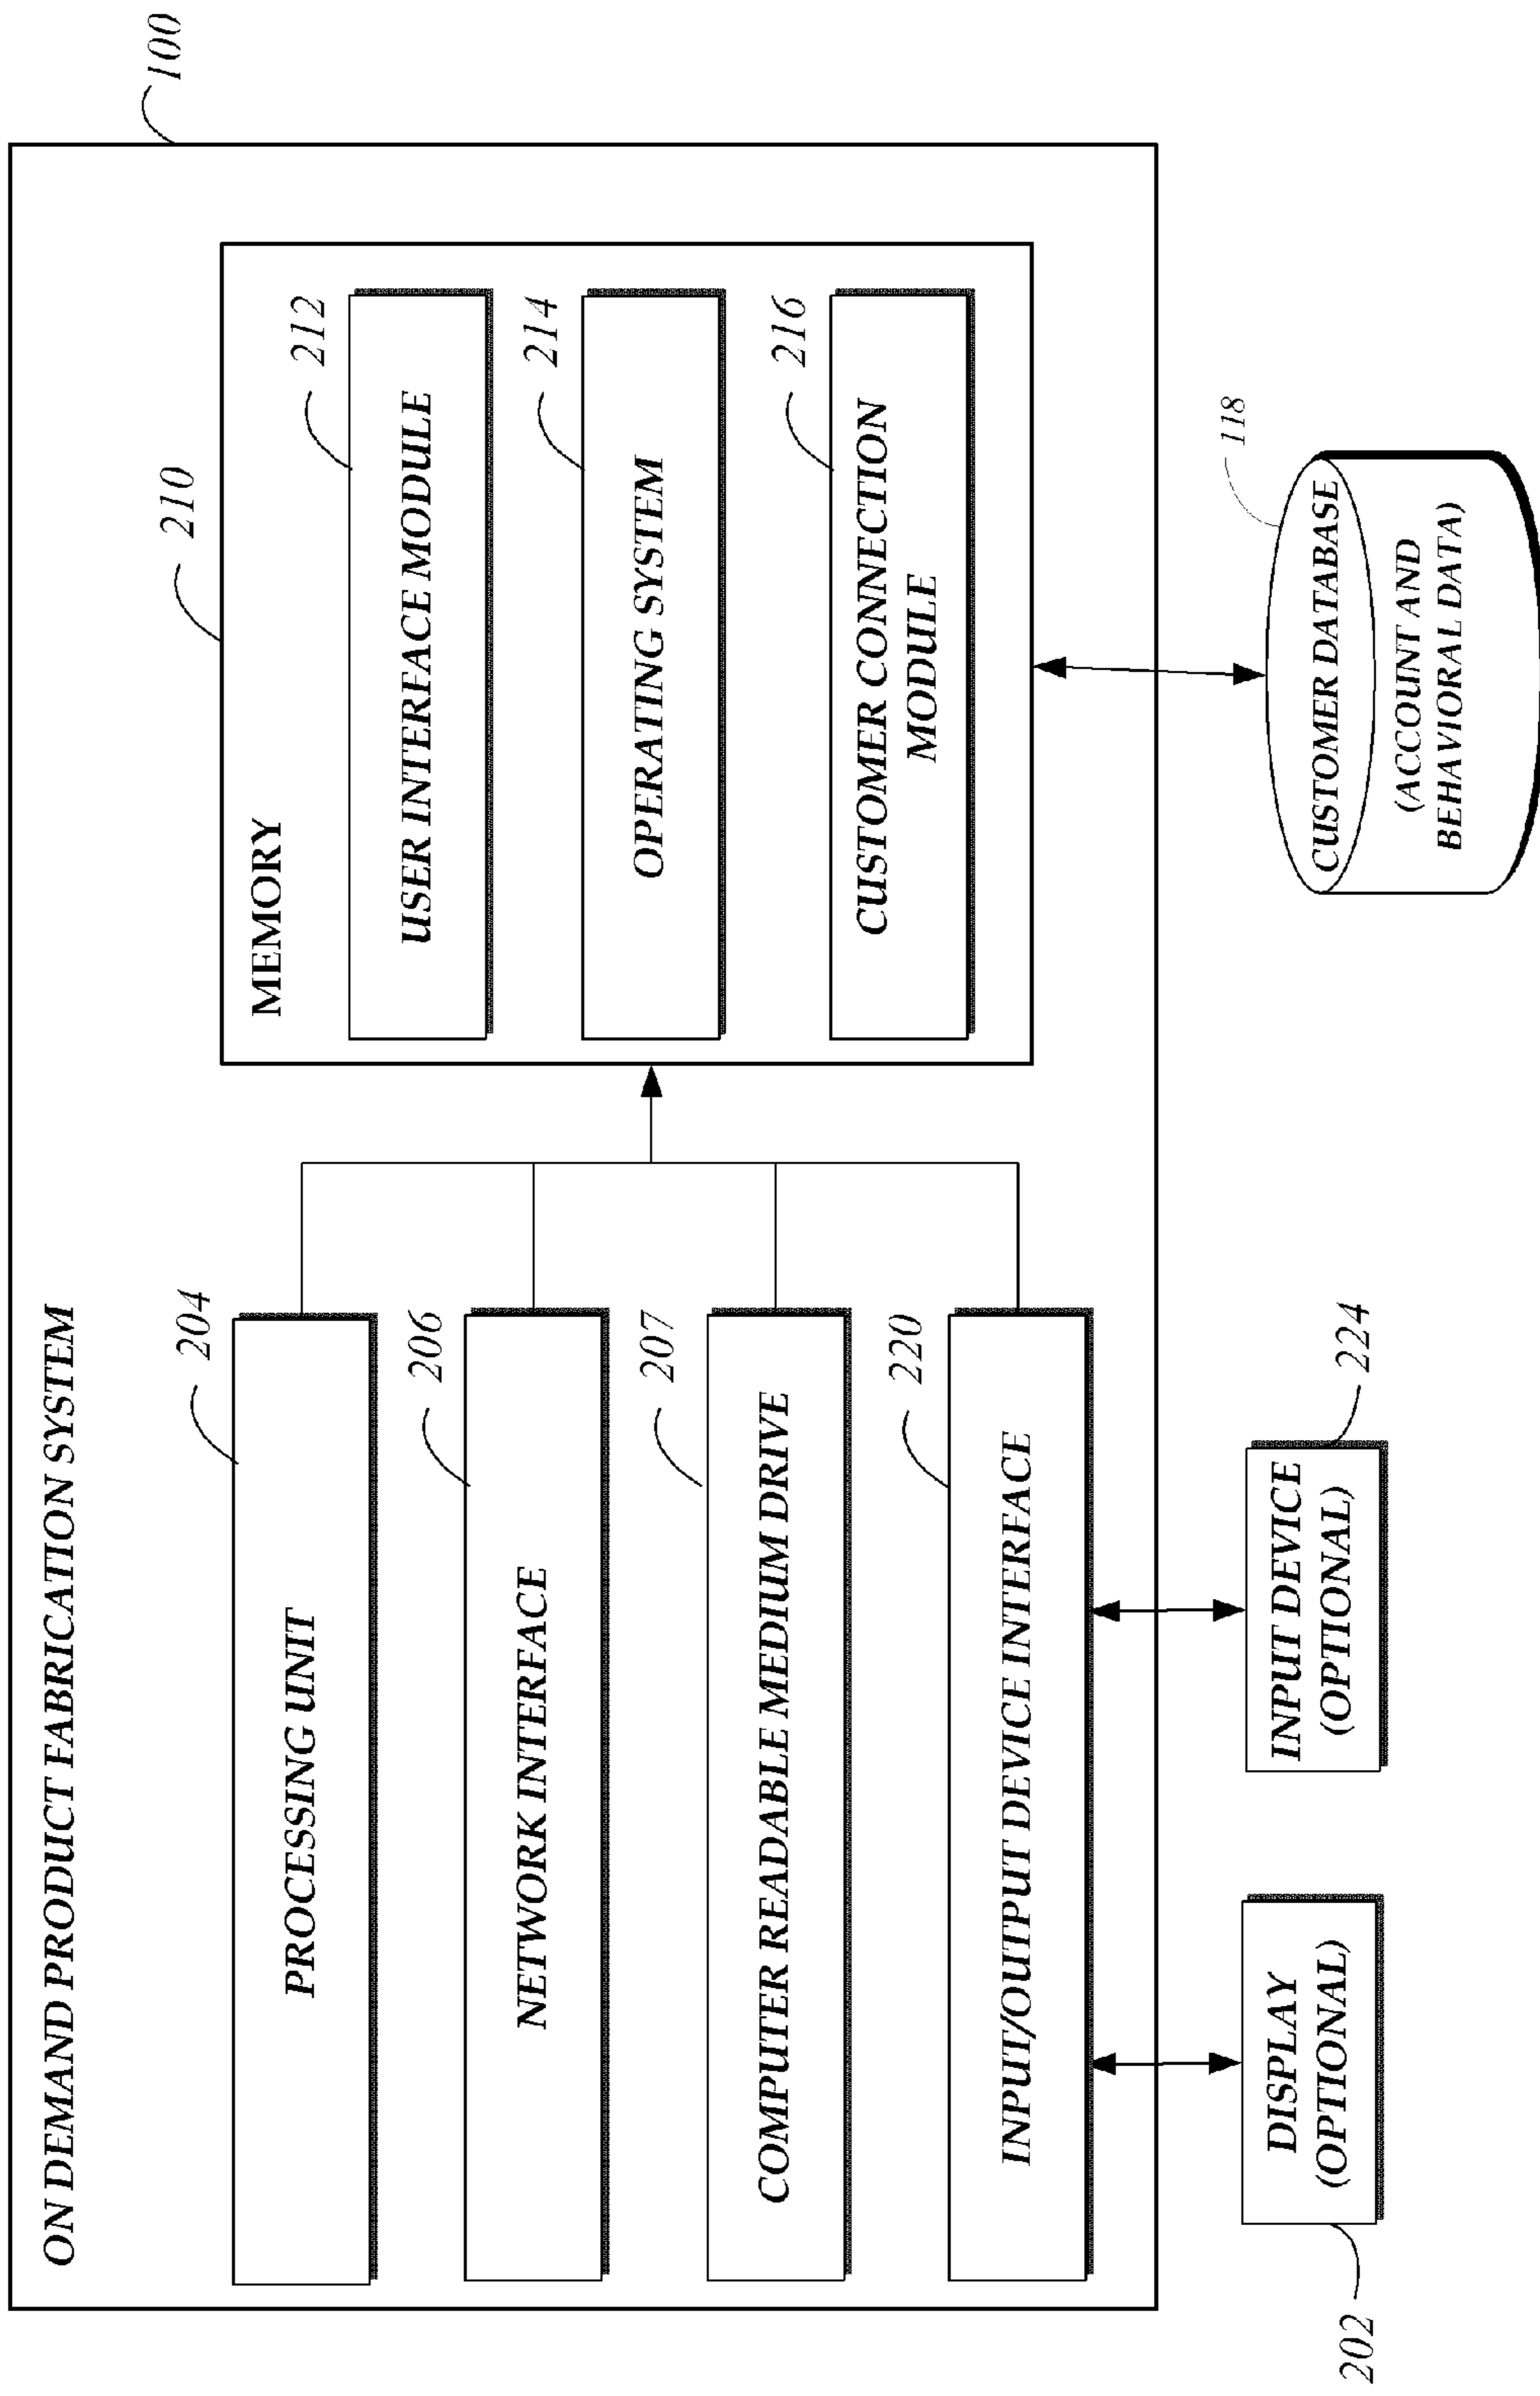 100
ON DEMAND PRODUCT FABRICATION SYSTEM
204
PROCESSING UNIT
206
NETWORK INTERFACE
207
COMPUTER READABLE MEDIUM DRIVE
220
INPUT/OUTPUT DEVICE INTERFACE
210
MEMORY
212
USER INTERFACE MODULE
214
OPERATING SYSTEM
216
CUSTOMER CONNECTION
MODULE
202
DISPLAY
(OPTIONAL)
224
INPUT DEVICE
(OPTIONAL)
118
CUSTOMER DATABASE
(ACCOUNT AND
BEHAVIORAL DATA)